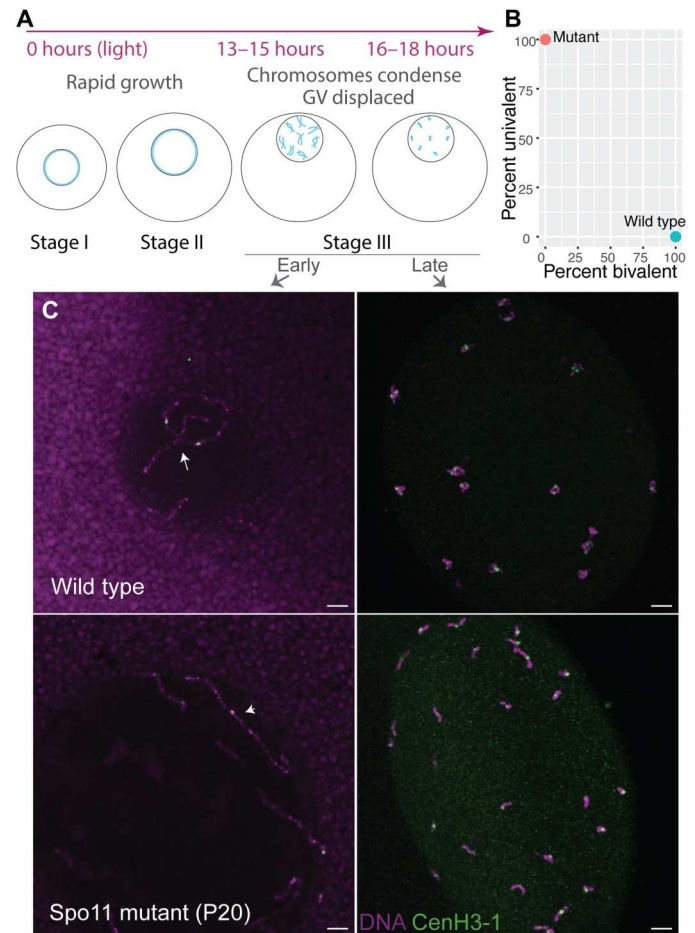 A
0 hours (light)
13–15 hours
16–18 hours
Rapid growth
Chromosomes condense
GV displaced
Stage I
Stage II
Stage III
Early
Late
B
100
75
50
25
0
Percent univalent
Mutant
Wild type
0
25
50
75
100
Percent bivalent
C
Wild type
Spo11 mutant (P20)
DNA CenH3-1